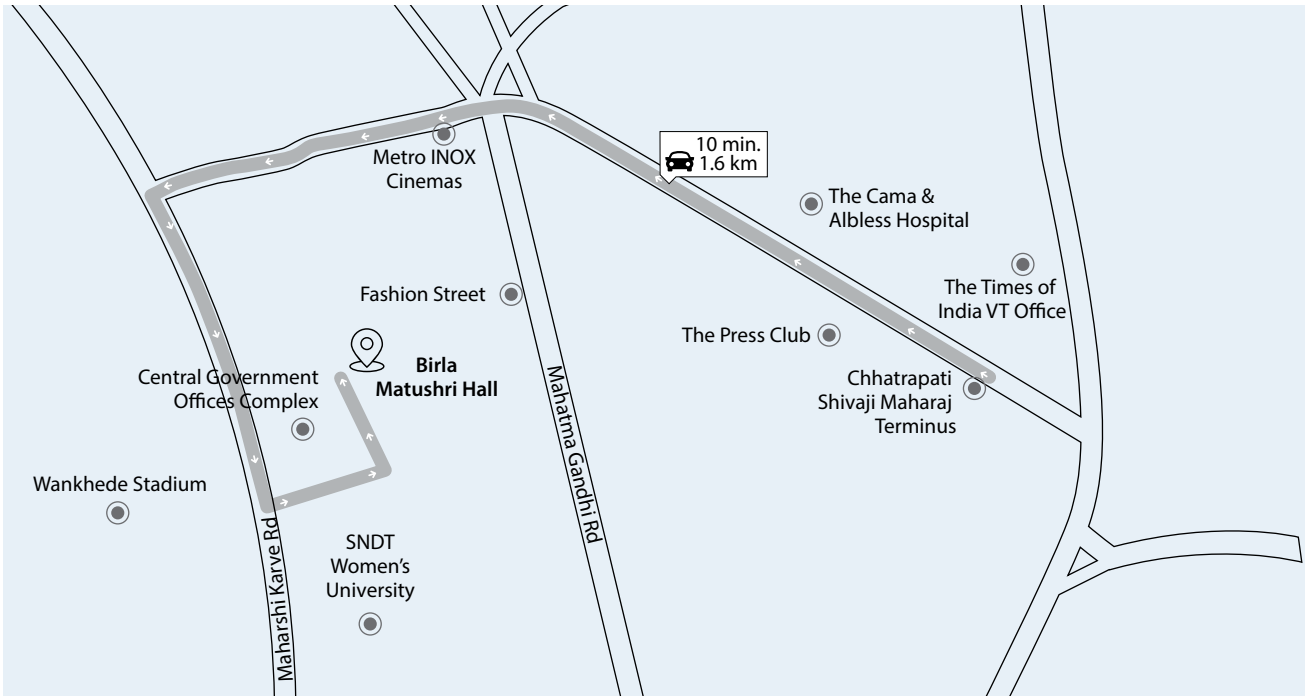 10 min.
1.6 km
Metro INOX
Cinemas
The Cama &
Albless Hospital
The Times of
India VT Office
Fashion Street
The Press Club
Birla
Matushri Hall
Central Government
Offices Complex
Chhatrapati
Shivaji Maharaj
Terminus
Mahatma Gandhi Rd
Wankhede Stadium
SNDT
Women's
University
Maharshi Karve Rd